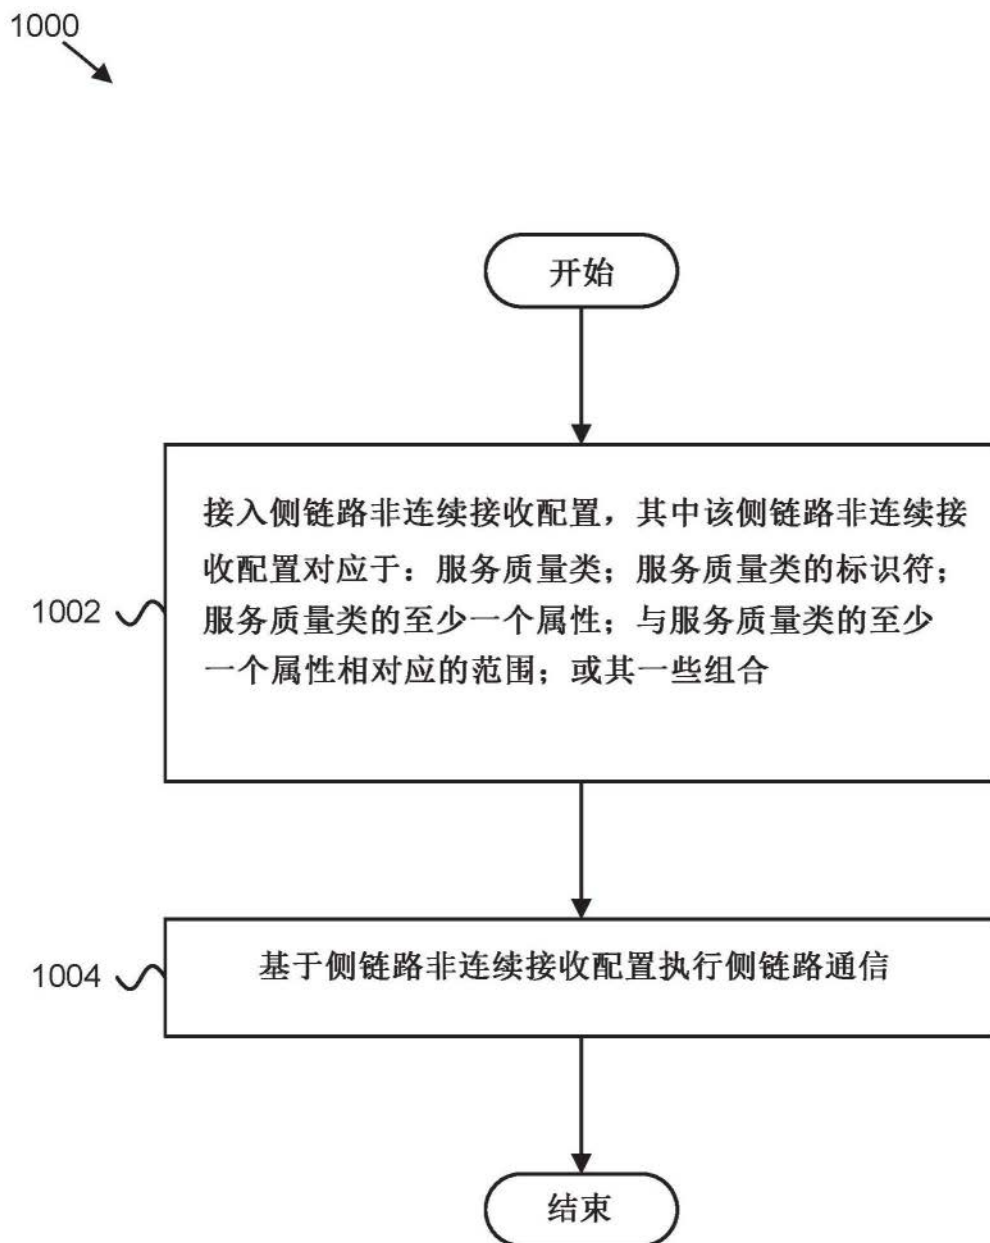 1000
开始
接入侧链路非连续接收配置，其中该侧链路非连续接
收配置对应于：服务质量类；服务质量类的标识符；
1002
服务质量类的至少一个属性；与服务质量类的至少
一个属性相对应的范围；或其一些组合
1004
基于侧链路非连续接收配置执行侧链路通信
结束